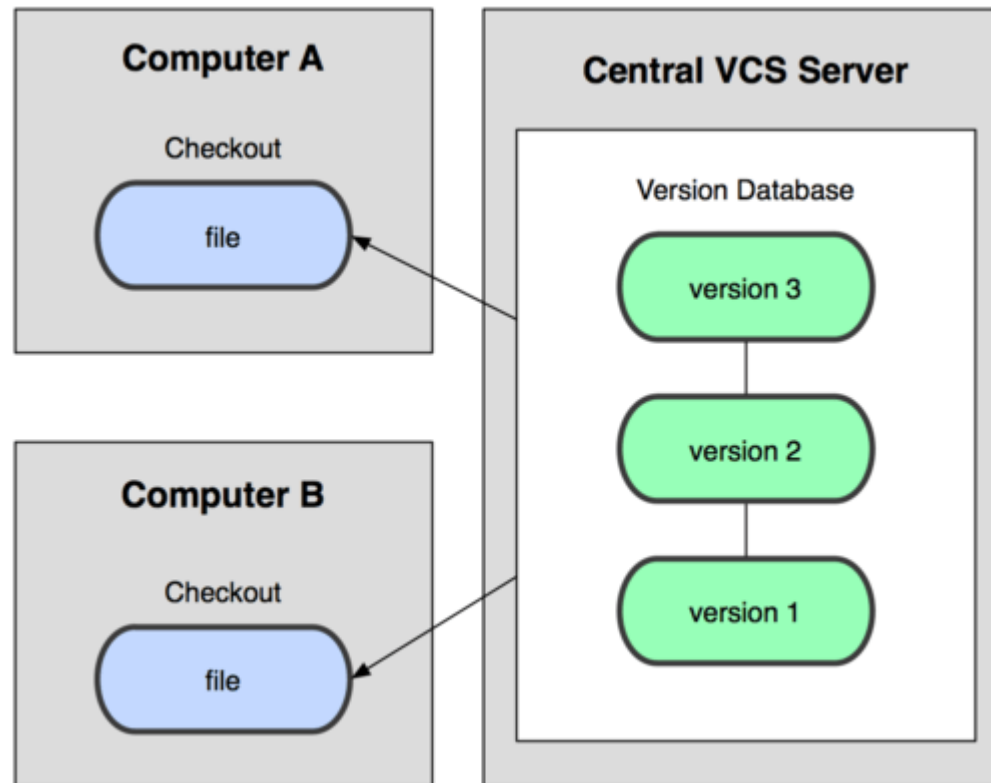 Computer A
Checkout
file
Computer B
Checkout
file
Central VCS Server
Version Database
version 3
version 2
version 1